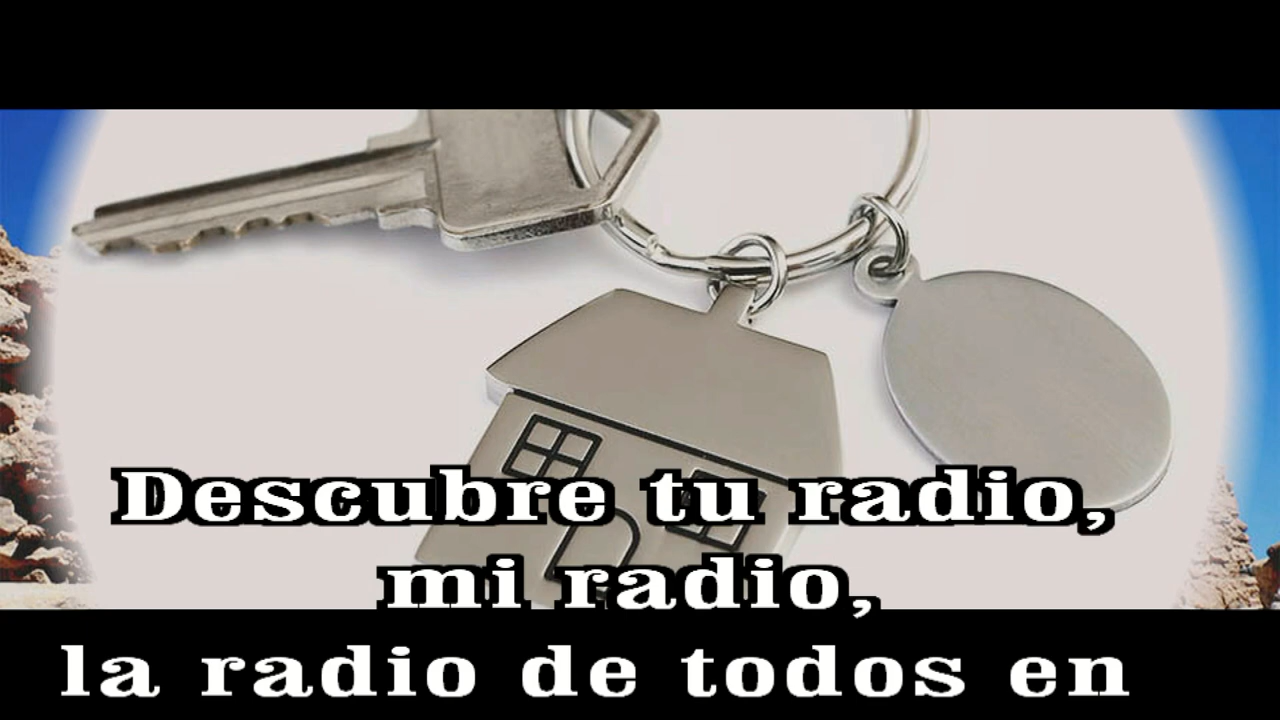 Descubre tu radio,
mi radio,
la radio de todos en